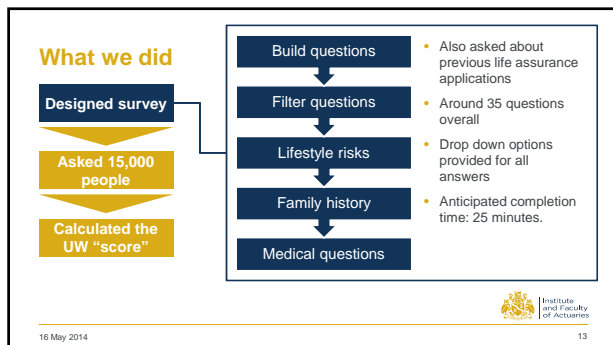 What we did
Designed survey
Asked 15,000
people
Calculated the
UW “score”
Build questions
Filter questions
Lifestyle risks
Family history
Medical questions
• Also asked about
previous life assurance
applications
• Around 35 questions
overall
• Drop down options
provided for all
answers
• Anticipated completion
time: 25 minutes.
Institute
and Faculty
of Actuaries
16 May 2014
13